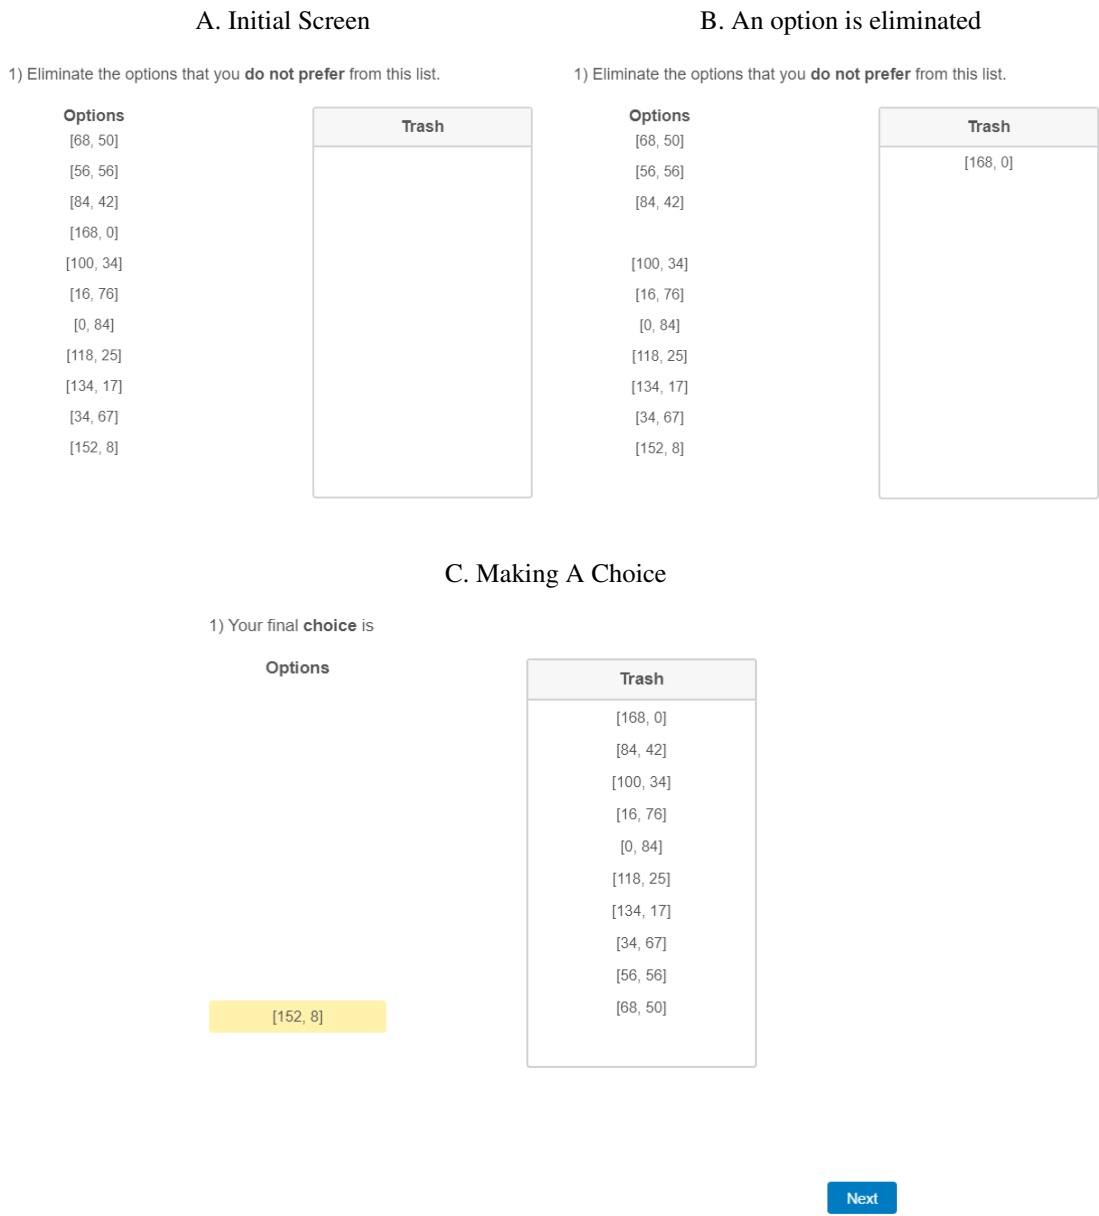 A. Initial Screen
1) Eliminate the options that you do not prefer from this list.
Options
[68, 50]
[56, 56]
[84, 42]
[168, 0]
[100, 34]
[16, 76]
[0, 84]
[118, 25]
[134, 17]
[34, 67]
[152, 8]
Trash
B. An option is eliminated
1) Eliminate the options that you do not prefer from this list.
Options
[68, 50]
[56, 56]
[84, 42]
[100, 34]
[16, 76]
[0, 84]
[118, 25]
[134, 17]
[34, 67]
[152, 8]
Trash
[168, 0]
C. Making A Choice
1) Your final choice is
Options
[152, 8]
Trash
[168, 0]
[84, 42]
[100, 34]
[16, 76]
[0, 84]
[118, 25]
[134, 17]
[34, 67]
[56, 56]
[68, 50]
Next